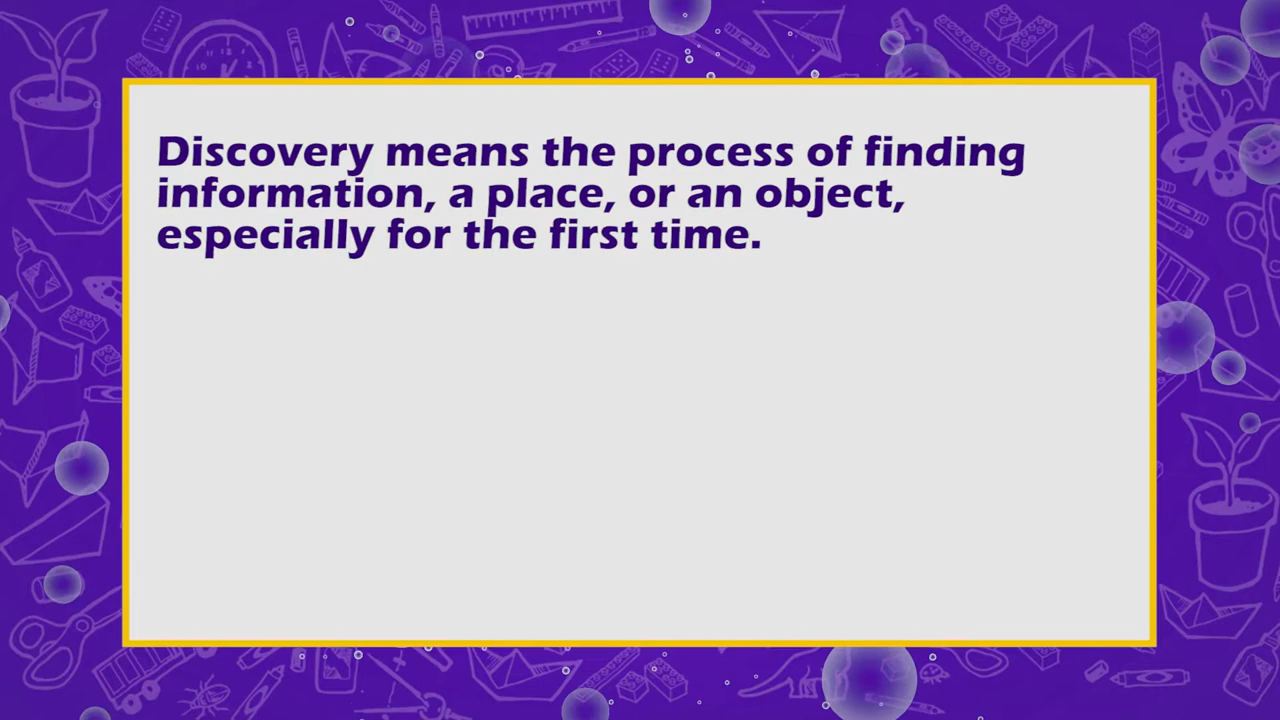 Discovery means the process of finding
information, a place, or an object,
especially for the first time.